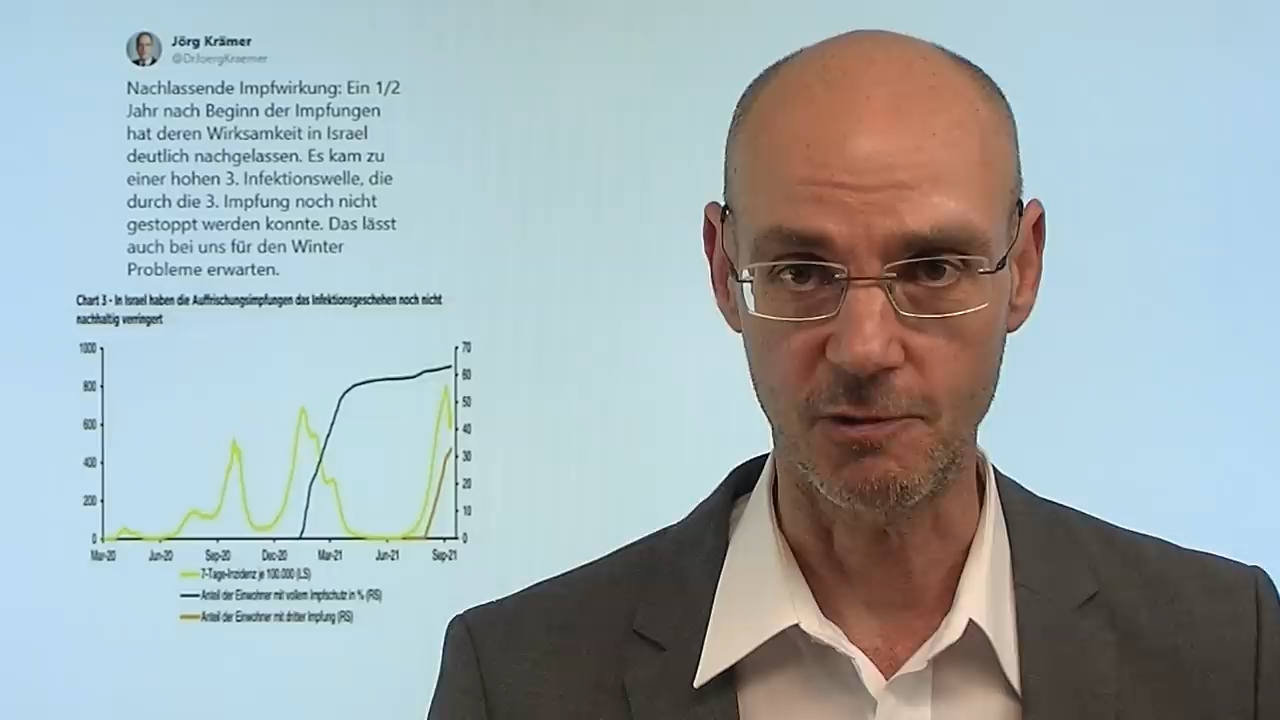 Jörg Krämer
@DrJoergKraemer
Nachlassende Impfwirkung: Ein 1/2
Jahr nach Beginn der Impfungen
hat deren Wirksamkeit in Israel
deutlich nachgelassen. Es kam zu
einer hohen 3. Infektionswelle, die
durch die 3. Impfung noch nicht
gestoppt werden konnte. Das lässt
auch bei uns für den Winter
Probleme erwarten.
Chart 3 - In Israel haben die Auffrischungsimpfungen das Infektionsgeschehen noch nicht
nachhaltig verringert
1000
800
600
400
200
0
70
60
50
40
30
20
10
0
Mar-20 Jun-20 Sep-20 Dec-20 Mar-21 Jun-21 Sep-21
7-Tage-Inzidenz je 100.000 (LS)
Anteil der Einwohner mit vollem Impfschutz in % (RS)
Anteil der Einwohner mit dritter Impfung (RS)